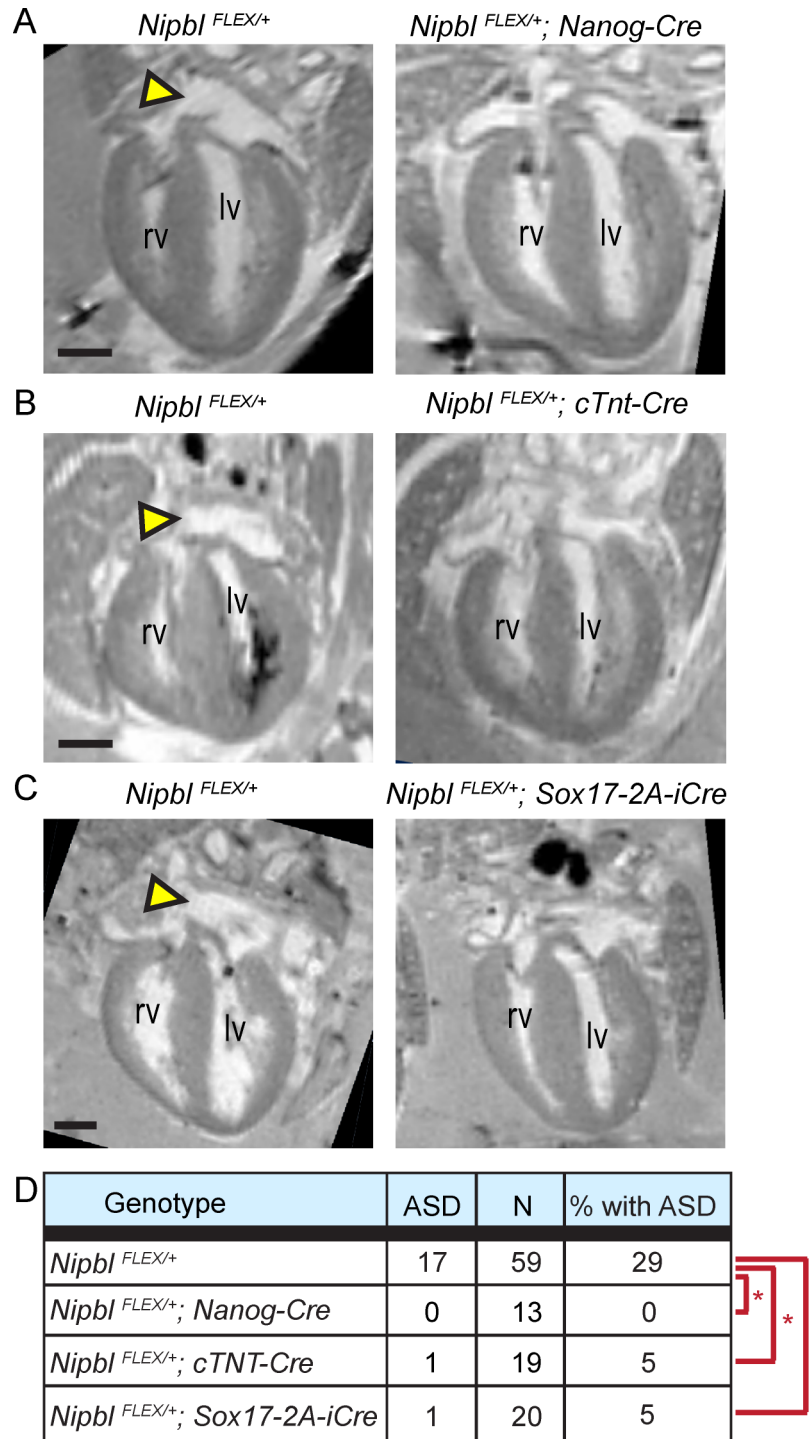 A
Nipbl FLEX/+
Nipbl FLEX/+; Nanog-Cre
rv
lv
rv
lv
B
Nipbl FLEX/+
Nipbl FLEX/+; cTnt-Cre
rv
lv
rv
lv
C
Nipbl FLEX/+
Nipbl FLEX/+; Sox17-2A-iCre
rv
lv
rv
lv
D
Genotype ASD N % with ASD
Nipbl FLEX/+ 17 59 29
Nipbl FLEX/+; Nanog-Cre 0 13 0
Nipbl FLEX/+; cTNT-Cre 1 19 5
Nipbl FLEX/+; Sox17-2A-iCre 1 20 5
* *